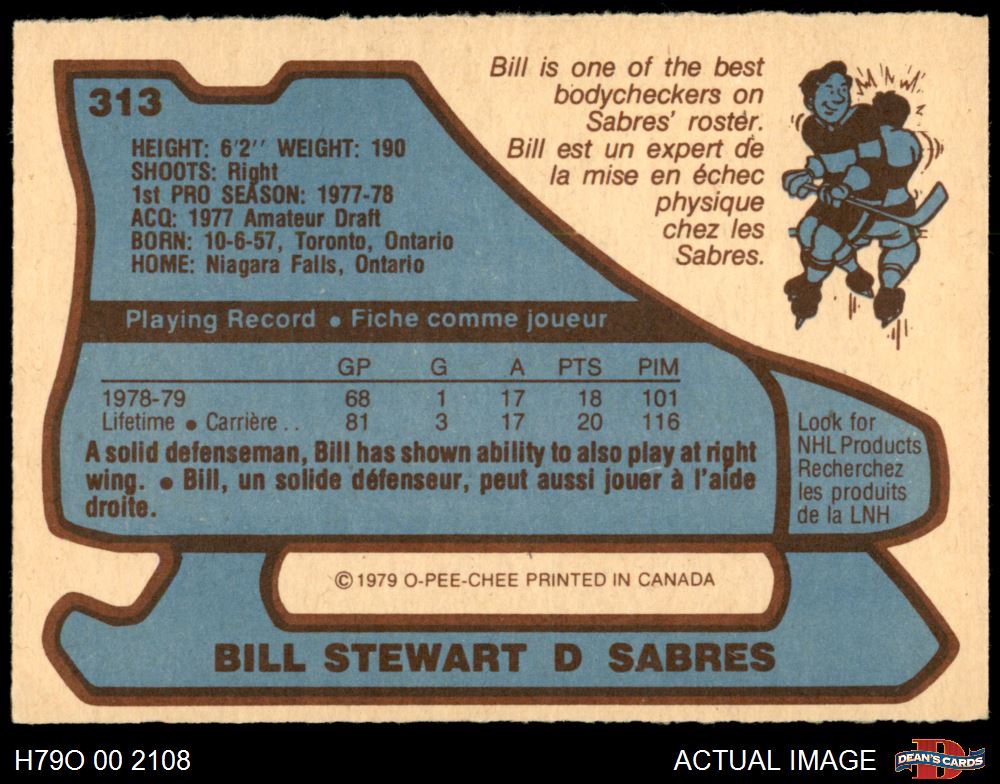 313
HEIGHT: 6'2'' WEIGHT: 190
SHOOTS: Right
1st PRO SEASON: 1977-78
ACQ: 1977 Amateur Draft
BORN: 10-6-57, Toronto, Ontario
HOME: Niagara Falls, Ontario
Bill is one of the best
bodycheckers on
Sabres' roster.
Bill est un expert de
la mise en échec
physique
chez les
Sabres.
Playing Record • Fiche comme joueur
GP G A PTS PIM
1978-79 68 1 17 18 101
Lifetime • Carrière . . 81 3 17 20 116
A solid defenseman, Bill has shown ability to also play at right
wing. • Bill, un solide défenseur, peut aussi jouer à l'aide
droite.
Look for
NHL Products
Recherchez
les produits
de la LNH
© 1979 O-PEE-CHEE PRINTED IN CANADA
BILL STEWART D SABRES
H79O 00 2108
ACTUAL IMAGE
D
DEAN'S CARDS